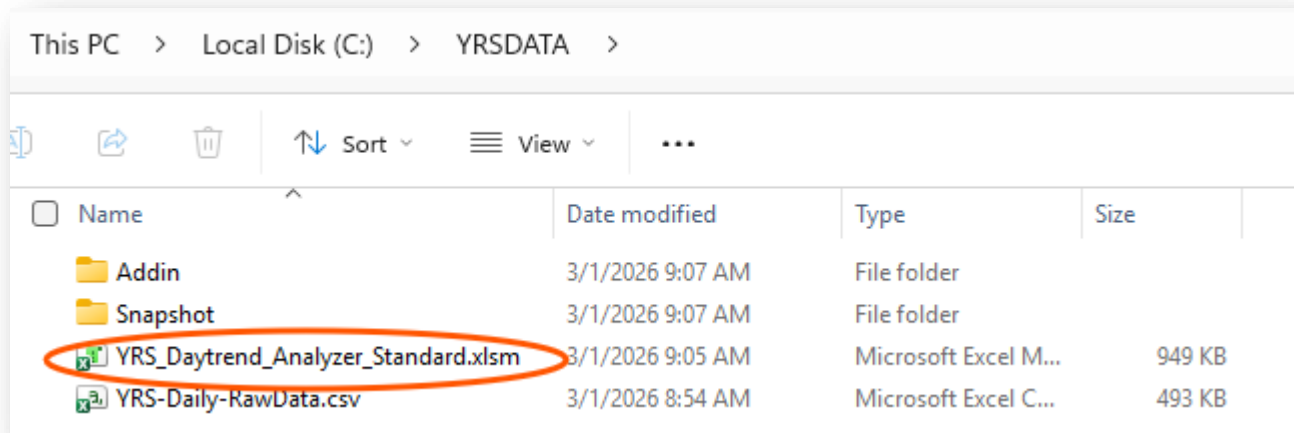 This PC > Local Disk (C:) > YRSDATA >
Sort View ...
Name Date modified Type Size
Addin 3/1/2026 9:07 AM File folder
Snapshot 3/1/2026 9:07 AM File folder
YRS_Daytrend_Analyzer_Standard.xlsm 3/1/2026 9:05 AM Microsoft Excel M... 949 KB
YRS-Daily-RawData.csv 3/1/2026 8:54 AM Microsoft Excel C... 493 KB